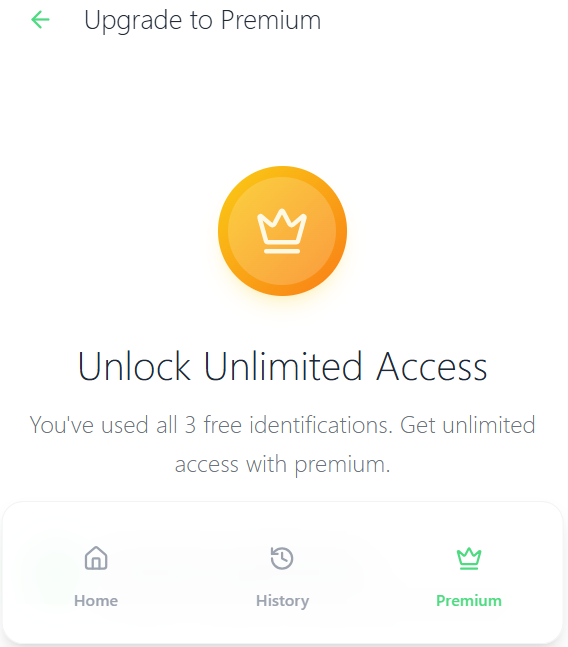 Upgrade to Premium
Unlock Unlimited Access
You've used all 3 free identifications. Get unlimited
access with premium.
Home History Premium